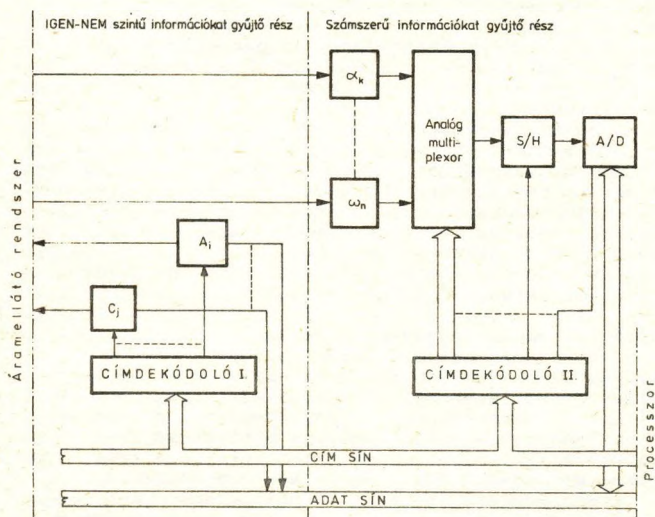 IGEN-NEM szintű információkat gyűjtő rész
Számszerű információkat gyűjtő rész
αk
Analóg
multi-
plexor
S/H
A/D
ωn
Ai
Cj
CÍMDEKÓDOLÓ I.
CÍMDEKÓDOLÓ II.
CÍM SÍN
ADAT SÍN
Áramellátó rendszer
Processzor